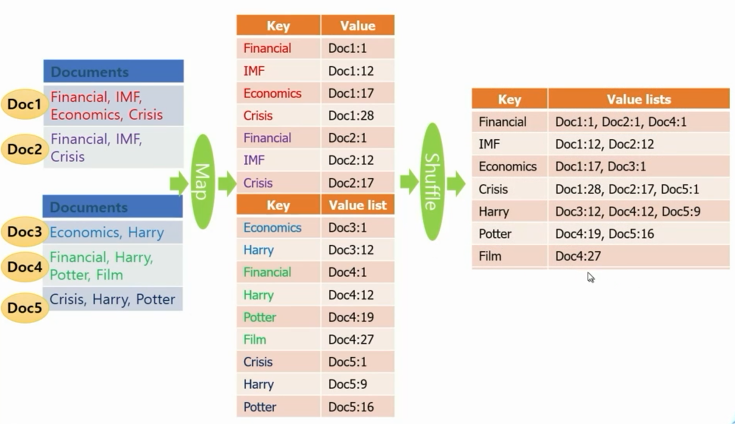 Documents
Doc1
Financial, IMF,
Economics, Crisis
Doc2
Financial, IMF,
Crisis
Documents
Doc3
Economics, Harry
Doc4
Financial, Harry,
Potter, Film
Doc5
Crisis, Harry, Potter
Map
Key Value
Financial Doc1:1
IMF Doc1:12
Economics Doc1:17
Crisis Doc1:28
Financial Doc2:1
IMF Doc2:12
Crisis Doc2:17
Key Value list
Economics Doc3:1
Harry Doc3:12
Financial Doc4:1
Harry Doc4:12
Potter Doc4:19
Film Doc4:27
Crisis Doc5:1
Harry Doc5:9
Potter Doc5:16
Shuffle
Key Value lists
Financial Doc1:1, Doc2:1, Doc4:1
IMF Doc1:12, Doc2:12
Economics Doc1:17, Doc3:1
Crisis Doc1:28, Doc2:17, Doc5:1
Harry Doc3:12, Doc4:12, Doc5:9
Potter Doc4:19, Doc5:16
Film Doc4:27